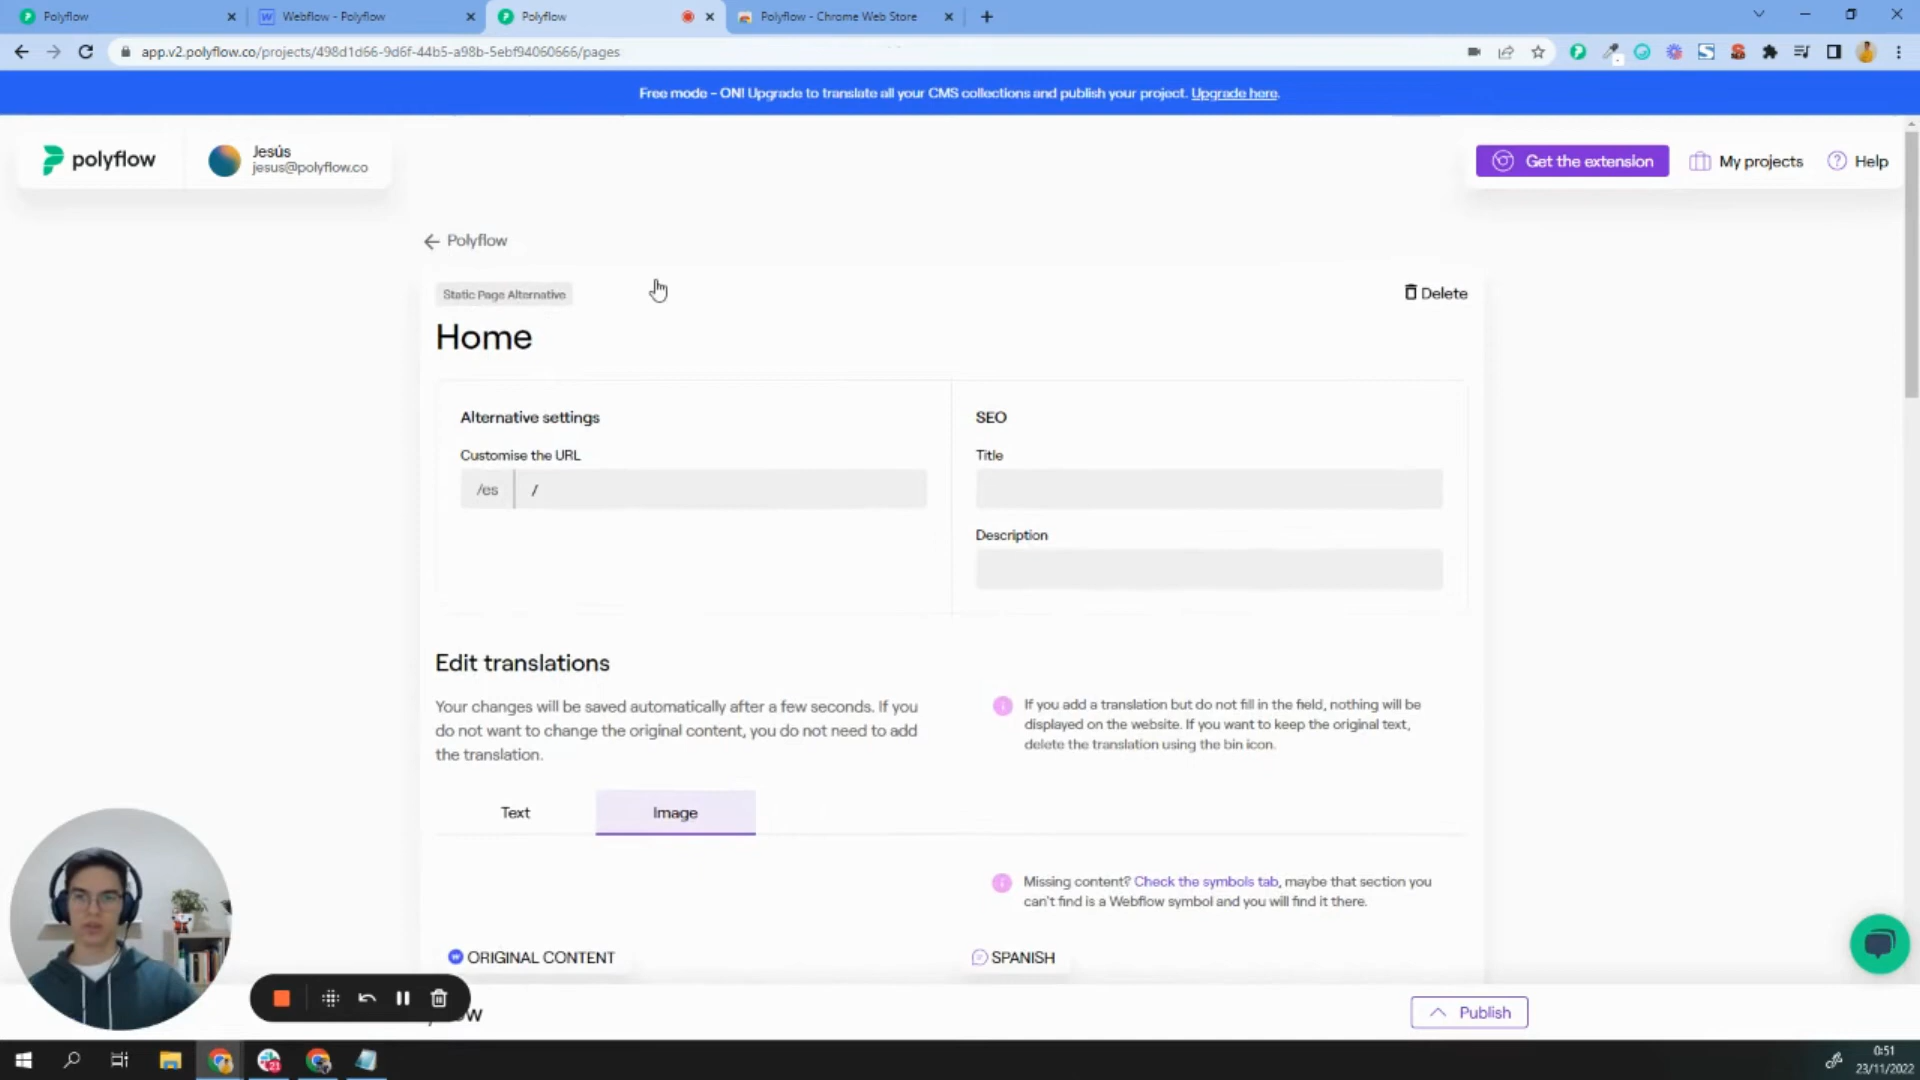 Polyflow
Webflow - Polyflow
Polyflow
Polyflow - Chrome Web Store
app.v2.polyflow.co/projects/498d1d66-9d6f-44b5-a98b-5ebf94060666/pages
Free mode - ON! Upgrade to translate all your CMS collections and publish your project. Upgrade here.
polyflow
Jesús
jesus@polyflow.co
Get the extension
My projects
Help
Polyflow
Static Page Alternative
Delete
Home
Alternative settings
Customise the URL
/es
/
SEO
Title
Description
Edit translations
Your changes will be saved automatically after a few seconds. If you
do not want to change the original content, you do not need to add
the translation.
If you add a translation but do not fill in the field, nothing will be
displayed on the website. If you want to keep the original text,
delete the translation using the bin icon.
Text
Image
Missing content? Check the symbols tab, maybe that section you
can't find is a Webflow symbol and you will find it there.
ORIGINAL CONTENT
SPANISH
Publish
21
0:51
23/11/2022